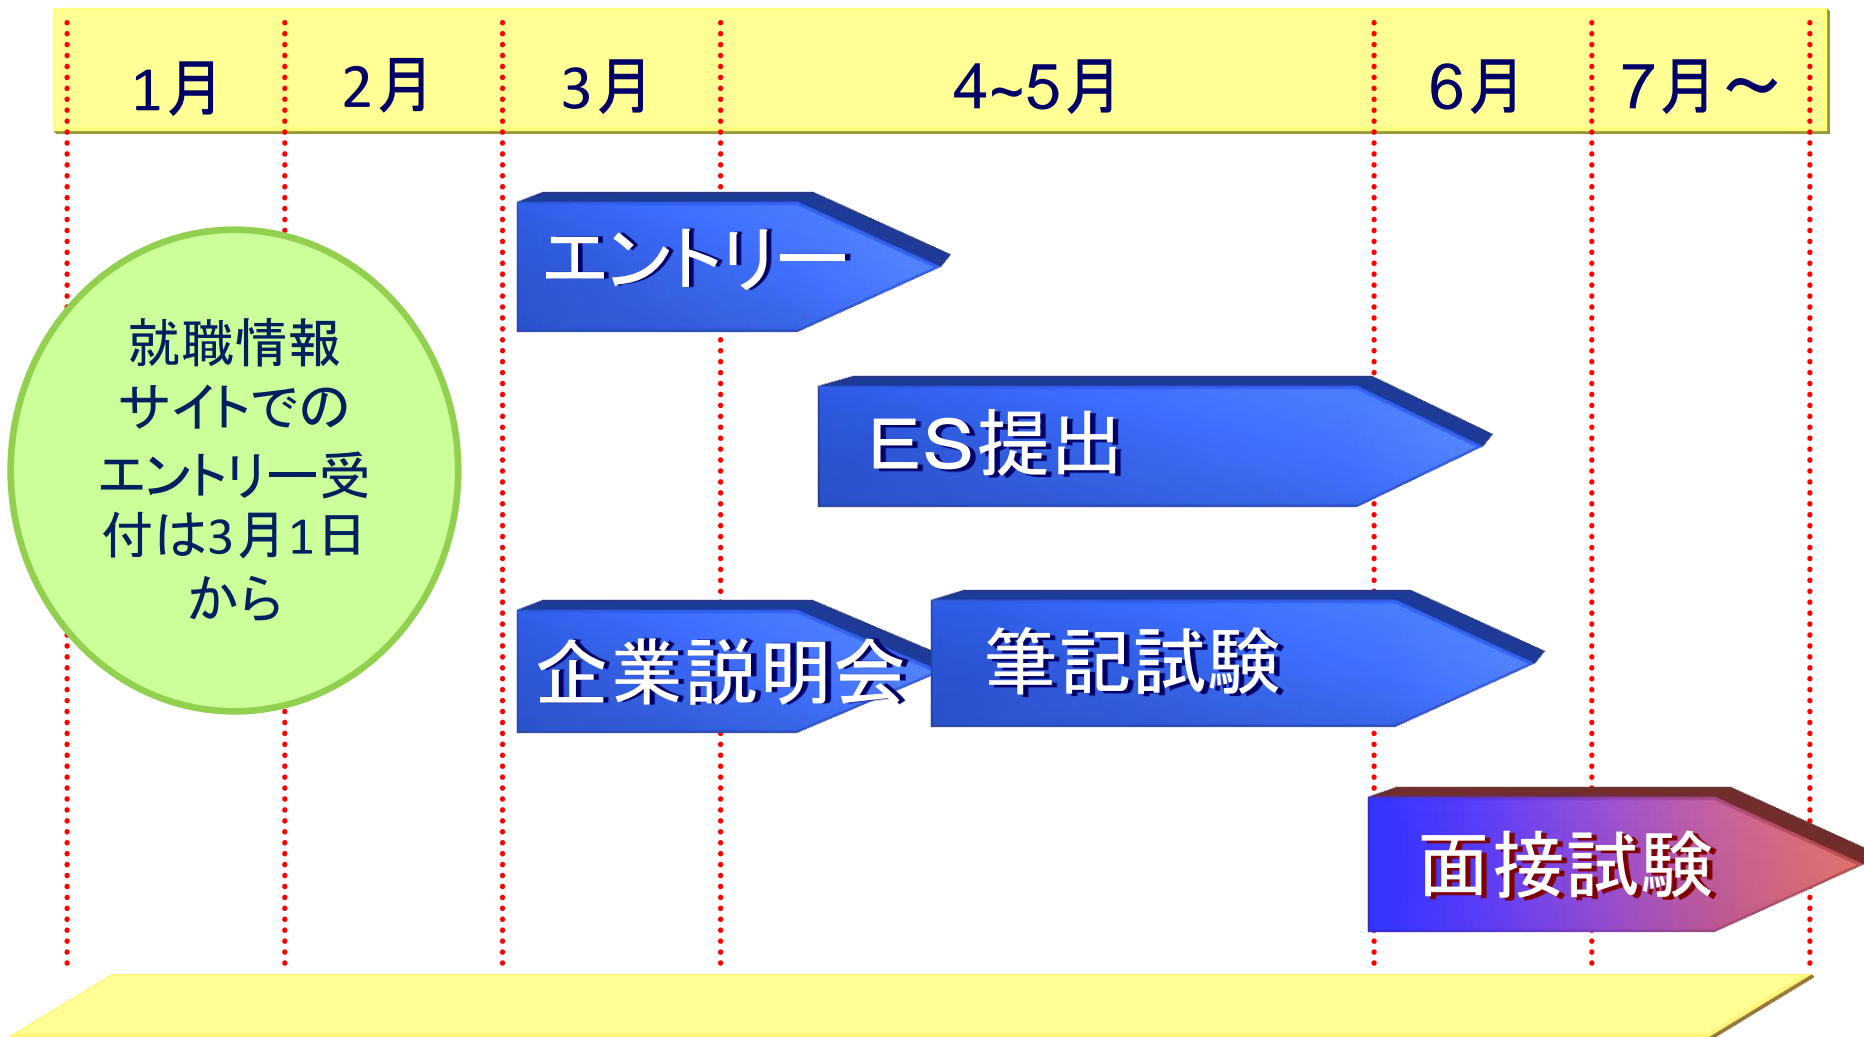 1月
2月
3月
4~5月
6月
7月～
エントリー
就職情報
サイトでの
エントリー受
付は3月1日
から
ES提出
企業説明会
筆記試験
面接試験